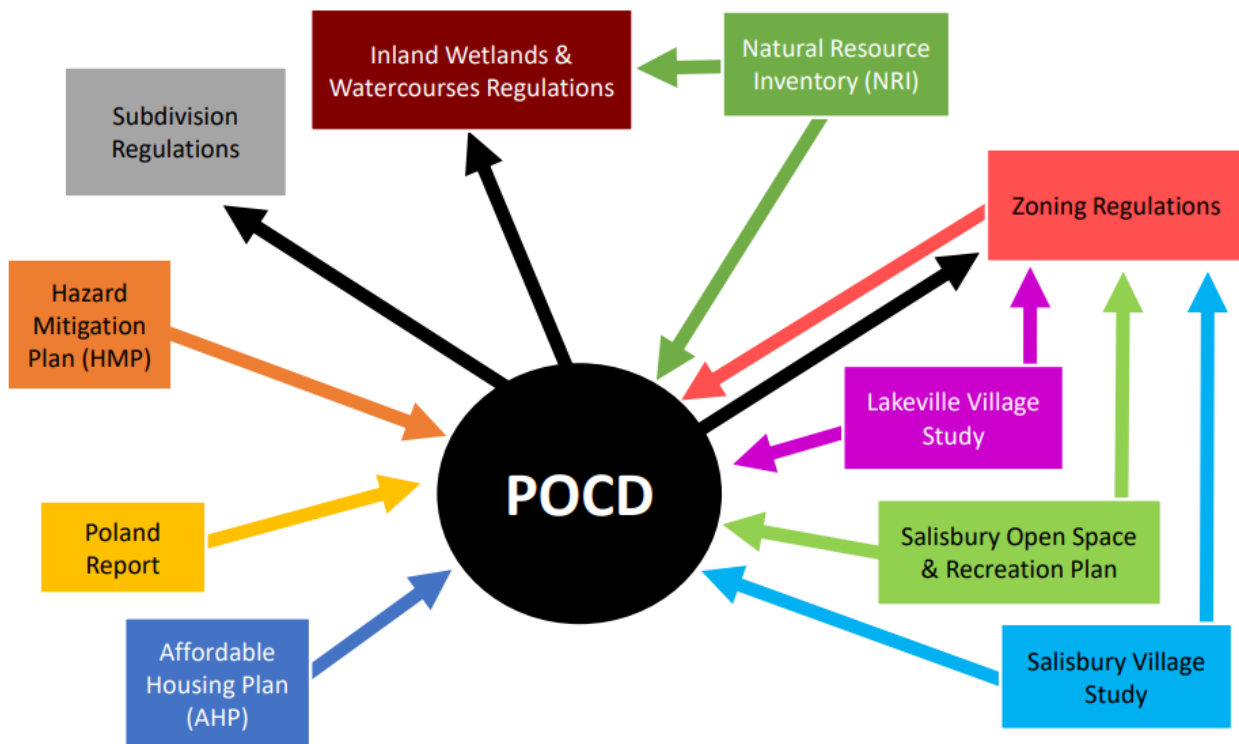 Inland Wetlands &
Watercourses Regulations
Natural Resource
Inventory (NRI)
Subdivision
Regulations
Zoning Regulations
Hazard
Mitigation
Plan (HMP)
Lakeville Village
Study
POCD
Poland
Report
Salisbury Open Space
& Recreation Plan
Affordable
Housing Plan
(AHP)
Salisbury Village
Study